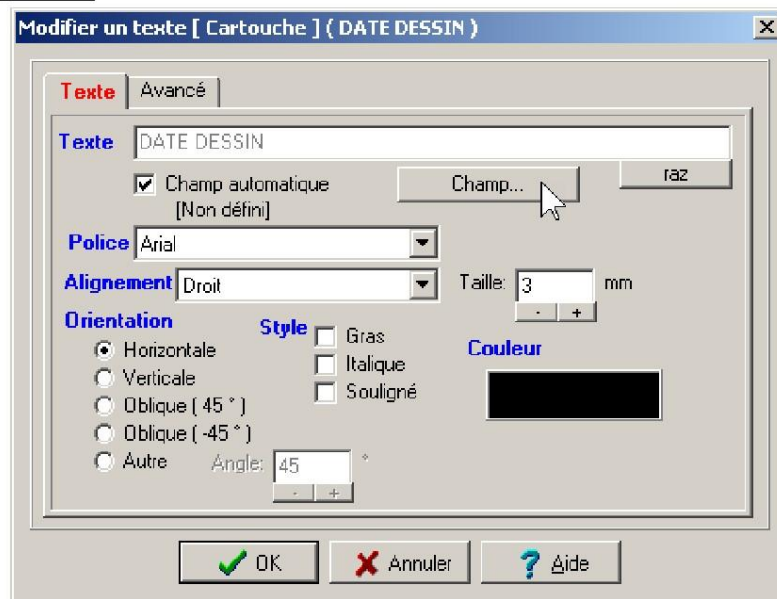 Modifier un texte [ Cartouche ] ( DATE DESSIN )
Texte Avancé
Texte DATE DESSIN
Champ automatique Champ... raz
[Non défini]
Police Arial
Alignement Droit Taille: 3 mm
- +
Orientation Style Gras
Horizontale Italique Couleur
Verticale Souligné
Oblique ( 45 ° )
Oblique ( -45 ° )
Autre Angle: 45 °
- +
OK Annuler ? Aide